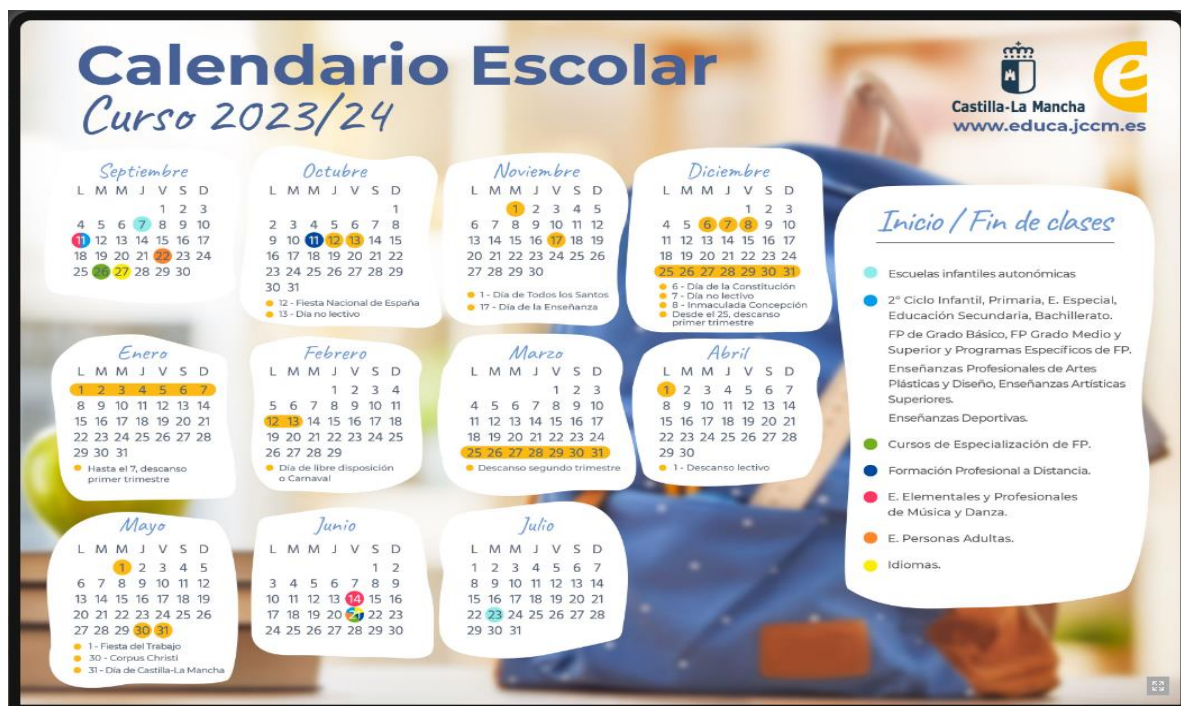 Calendario Escolar
Curso 2023/24
Castilla-La Mancha
www.educa.jccm.es
Septiembre
L M M J V S D
1 2 3
4 5 6 7 8 9 10
11 12 13 14 15 16 17
18 19 20 21 22 23 24
25 26 27 28 29 30
Octubre
L M M J V S D
1
2 3 4 5 6 7 8
9 10 11 12 13 14 15
16 17 18 19 20 21 22
23 24 25 26 27 28 29
30 31
12 - Fiesta Nacional de España
13 - Día no lectivo
Noviembre
L M M J V S D
1 2 3 4 5
6 7 8 9 10 11 12
13 14 15 16 17 18 19
20 21 22 23 24 25 26
27 28 29 30
1 - Día de Todos los Santos
17 - Día de la Enseñanza
Diciembre
L M M J V S D
1 2 3
4 5 6 7 8 9 10
11 12 13 14 15 16 17
18 19 20 21 22 23 24
25 26 27 28 29 30 31
6 - Día de la Constitución
7 - Día no lectivo
8 - Inmaculada Concepción
Desde el 25, descanso
primer trimestre
Enero
L M M J V S D
1 2 3 4 5 6 7
8 9 10 11 12 13 14
15 16 17 18 19 20 21
22 23 24 25 26 27 28
29 30 31
Hasta el 7, descanso
primer trimestre
Febrero
L M M J V S D
1 2 3 4
5 6 7 8 9 10 11
12 13 14 15 16 17 18
19 20 21 22 23 24 25
26 27 28 29
Día de libre disposición
o Carnaval
Marzo
L M M J V S D
1 2 3
4 5 6 7 8 9 10
11 12 13 14 15 16 17
18 19 20 21 22 23 24
25 26 27 28 29 30 31
Descanso segundo trimestre
Abril
L M M J V S D
1 2 3 4 5 6 7
8 9 10 11 12 13 14
15 16 17 18 19 20 21
22 23 24 25 26 27 28
29 30
1 - Descanso lectivo
Mayo
L M M J V S D
1 2 3 4 5
6 7 8 9 10 11 12
13 14 15 16 17 18 19
20 21 22 23 24 25 26
27 28 29 30 31
1 - Fiesta del Trabajo
30 - Corpus Christi
31 - Día de Castilla-La Mancha
Junio
L M M J V S D
1 2
3 4 5 6 7 8 9
10 11 12 13 14 15 16
17 18 19 20 21 22 23
24 25 26 27 28 29 30
Julio
L M M J V S D
1 2 3 4 5 6 7
8 9 10 11 12 13 14
15 16 17 18 19 20 21
22 23 24 25 26 27 28
29 30 31
Inicio / Fin de clases
Escuelas infantiles autonómicas
2º Ciclo Infantil, Primaria, E. Especial,
Educación Secundaria, Bachillerato.
FP de Grado Básico, FP Grado Medio y
Superior y Programas Específicos de FP.
Enseñanzas Profesionales de Artes
Plásticas y Diseño, Enseñanzas Artísticas
Superiores.
Enseñanzas Deportivas.
Cursos de Especialización de FP.
Formación Profesional a Distancia.
E. Elementales y Profesionales
de Música y Danza.
E. Personas Adultas.
Idiomas.